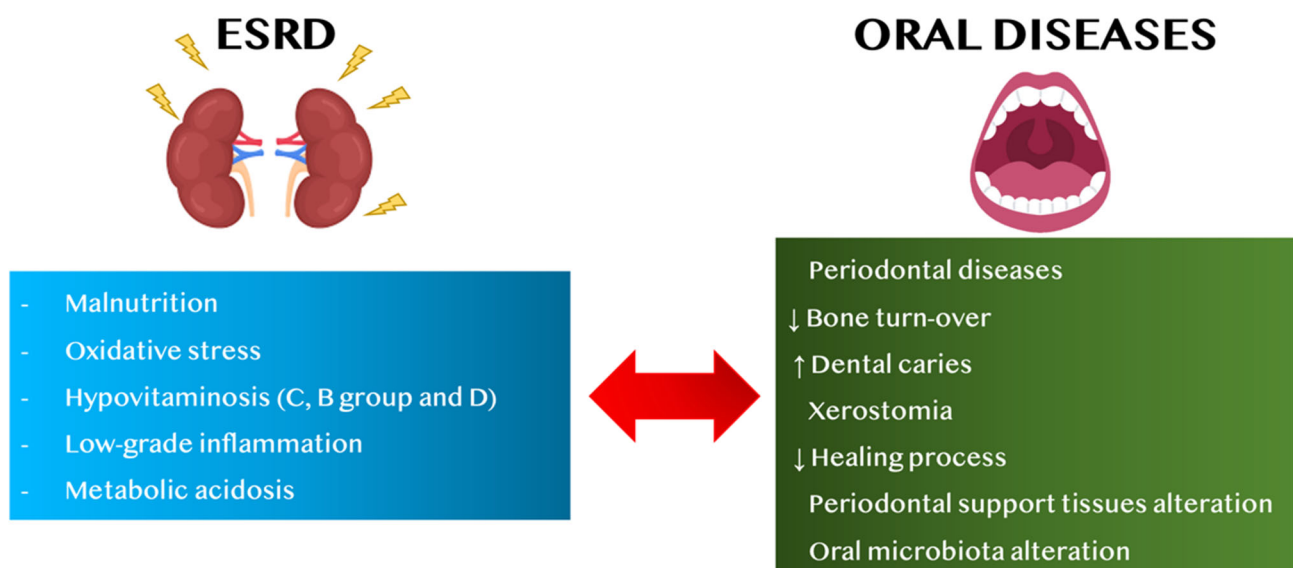 ESRD
- Malnutrition
- Oxidative stress
- Hypovitaminosis (C, B group and D)
- Low-grade inflammation
- Metabolic acidosis
ORAL DISEASES
Periodontal diseases
↓ Bone turn-over
↑ Dental caries
Xerostomia
↓ Healing process
Periodontal support tissues alteration
Oral microbiota alteration